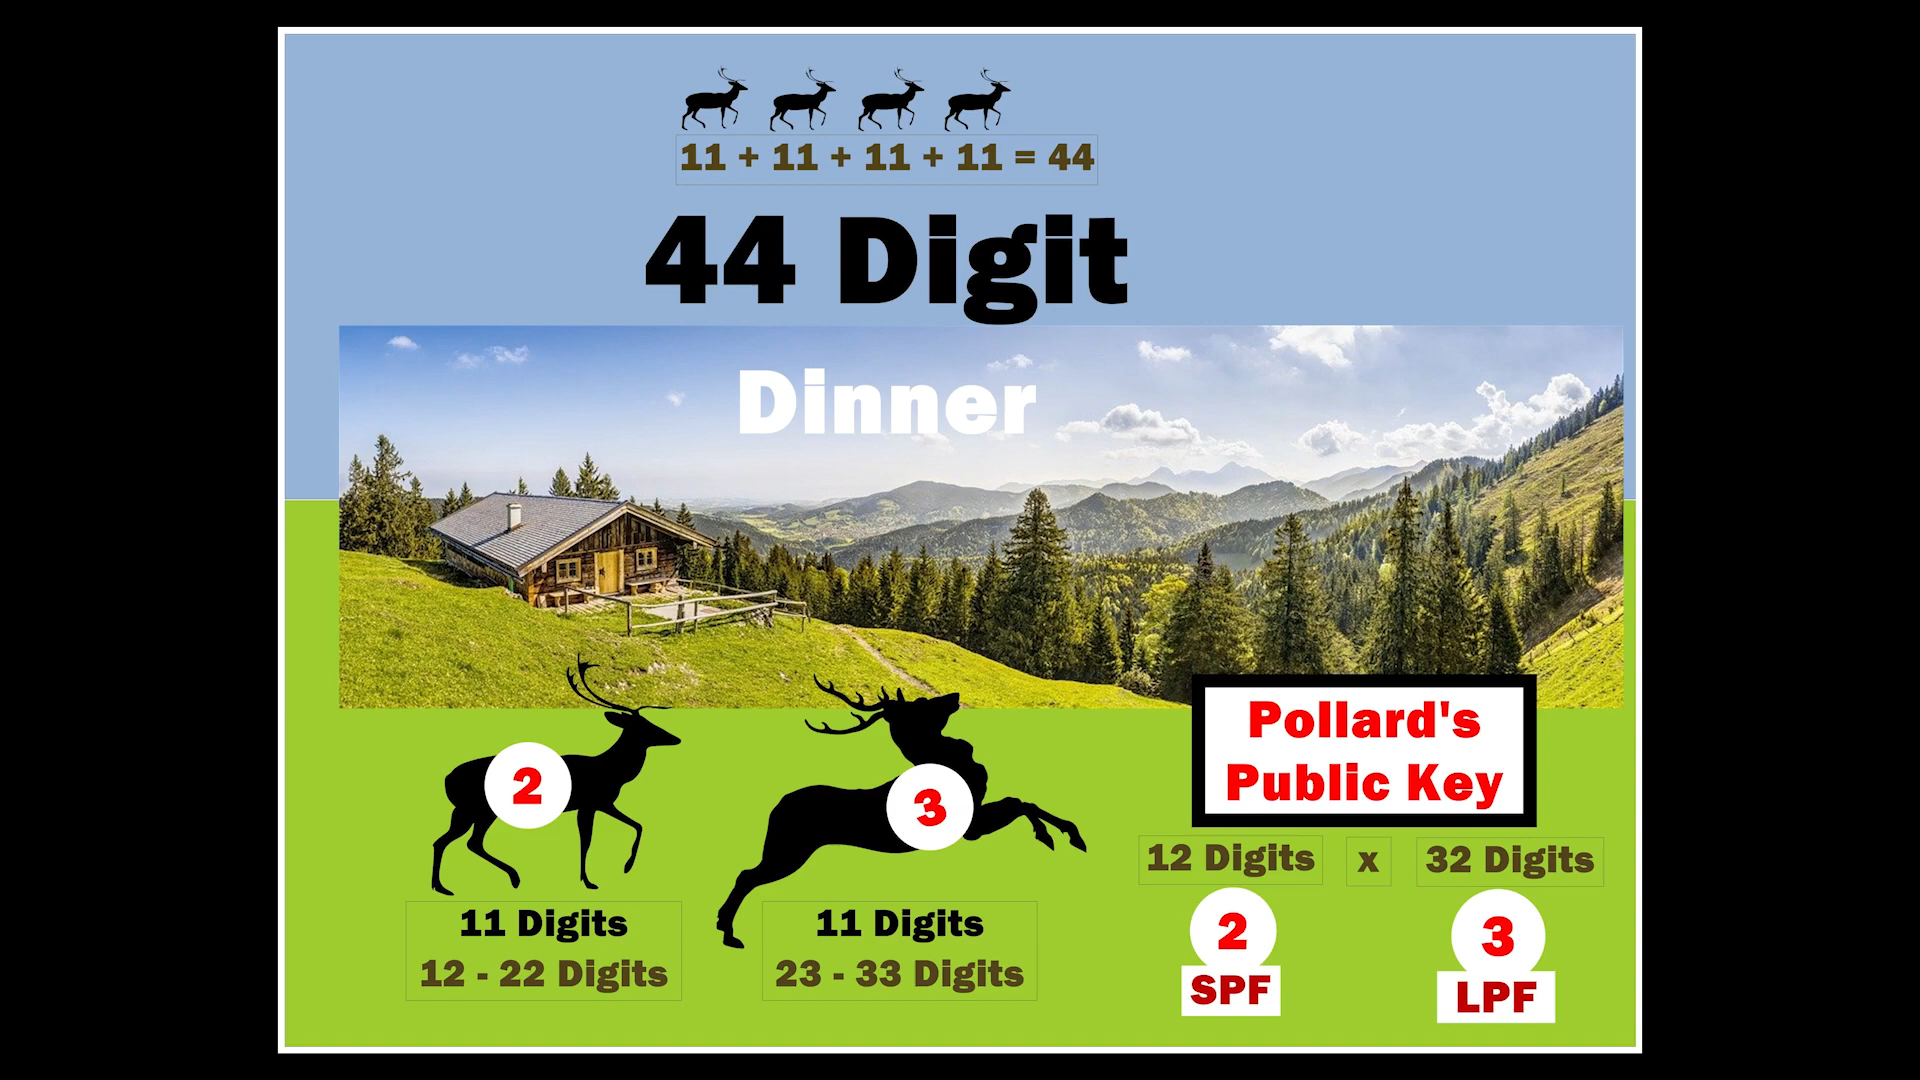 11 + 11 + 11 + 11 = 44
44 Digit
Dinner
Pollard's
Public Key
2
3
12 Digits x 32 Digits
11 Digits
12 - 22 Digits
11 Digits
23 - 33 Digits
2
SPF
3
LPF